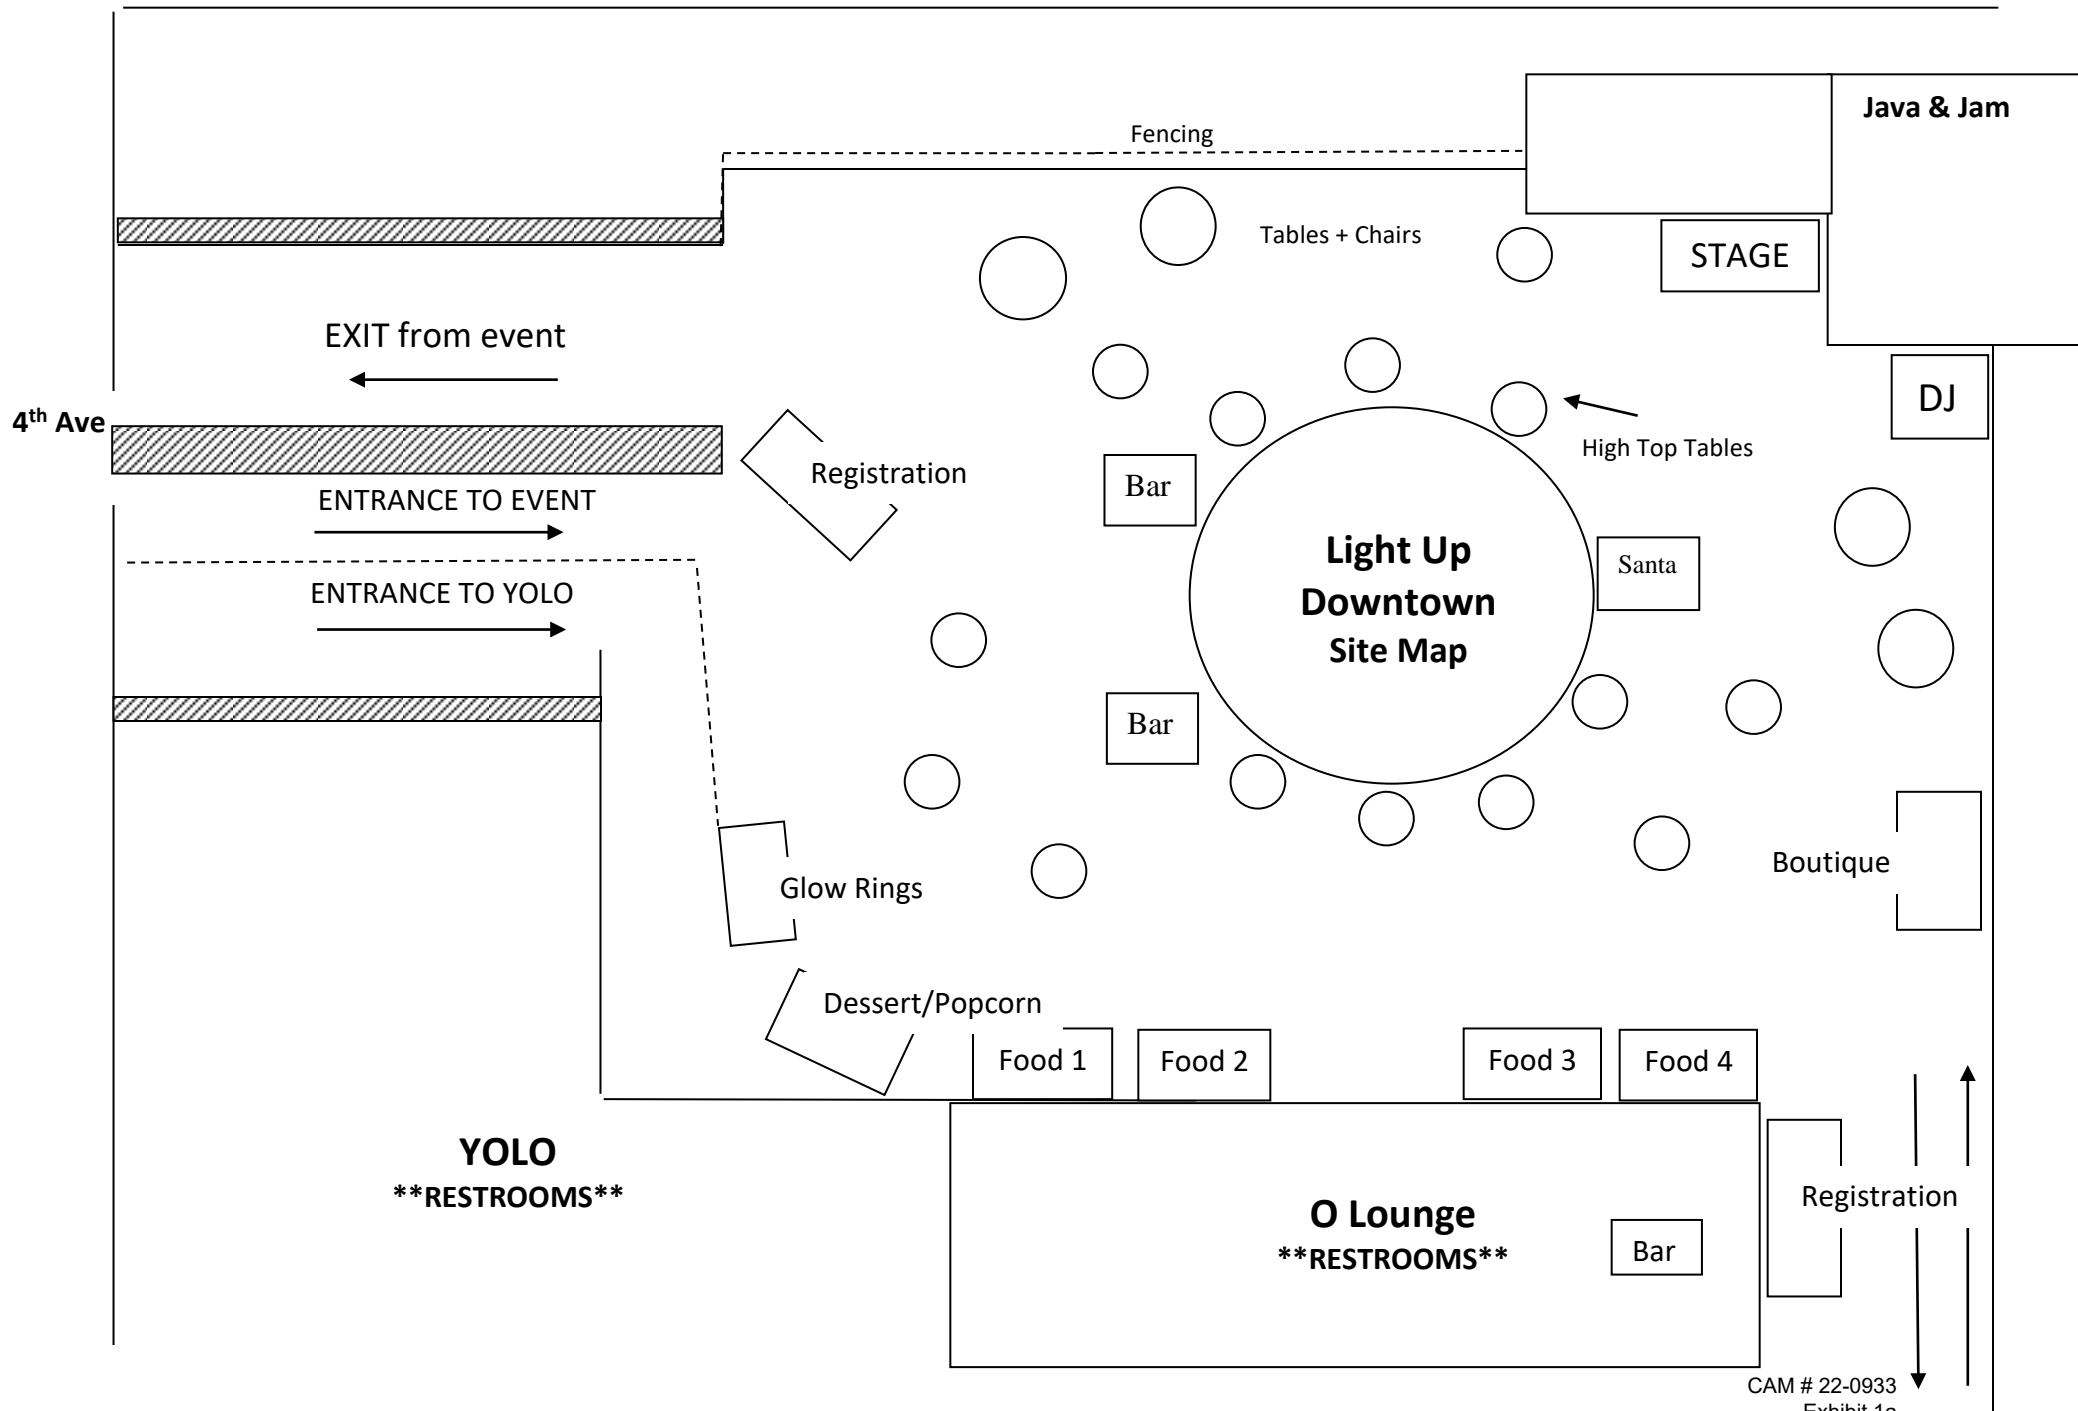 Java & Jam
Fencing
Tables + Chairs
STAGE
EXIT from event
DJ
4th Ave
High Top Tables
Registration
Bar
ENTRANCE TO EVENT
Light Up
Downtown
Site Map
Santa
ENTRANCE TO YOLO
Bar
Boutique
Glow Rings
Dessert/Popcorn
Food 1
Food 2
Food 3
Food 4
YOLO
**RESTROOMS**
O Lounge
**RESTROOMS**
Bar
Registration
CAM # 22-0933
Exhibit 1a